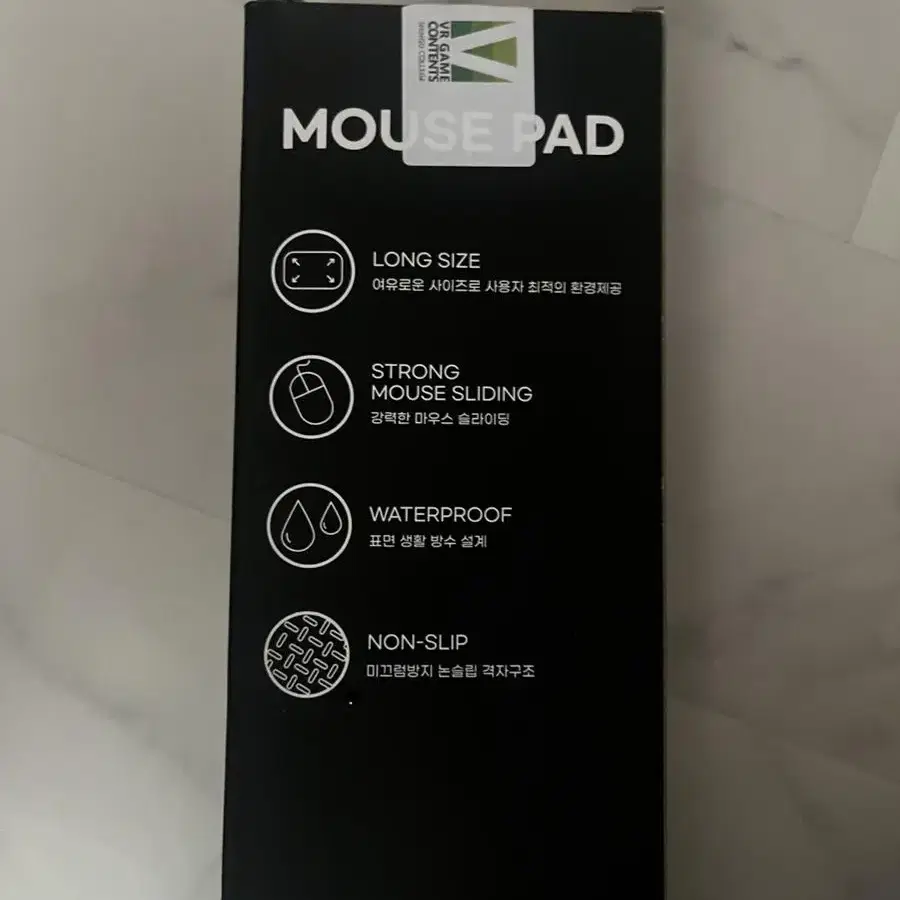 VR GAME
CONTENTS
SHINGU COLLEGE
MOUSE PAD
LONG SIZE
여유로운 사이즈로 사용자 최적의 환경제공
STRONG
MOUSE SLIDING
강력한 마우스 슬라이딩
WATERPROOF
표면 생활 방수 설계
NON-SLIP
미끄럼방지 논슬립 격자구조